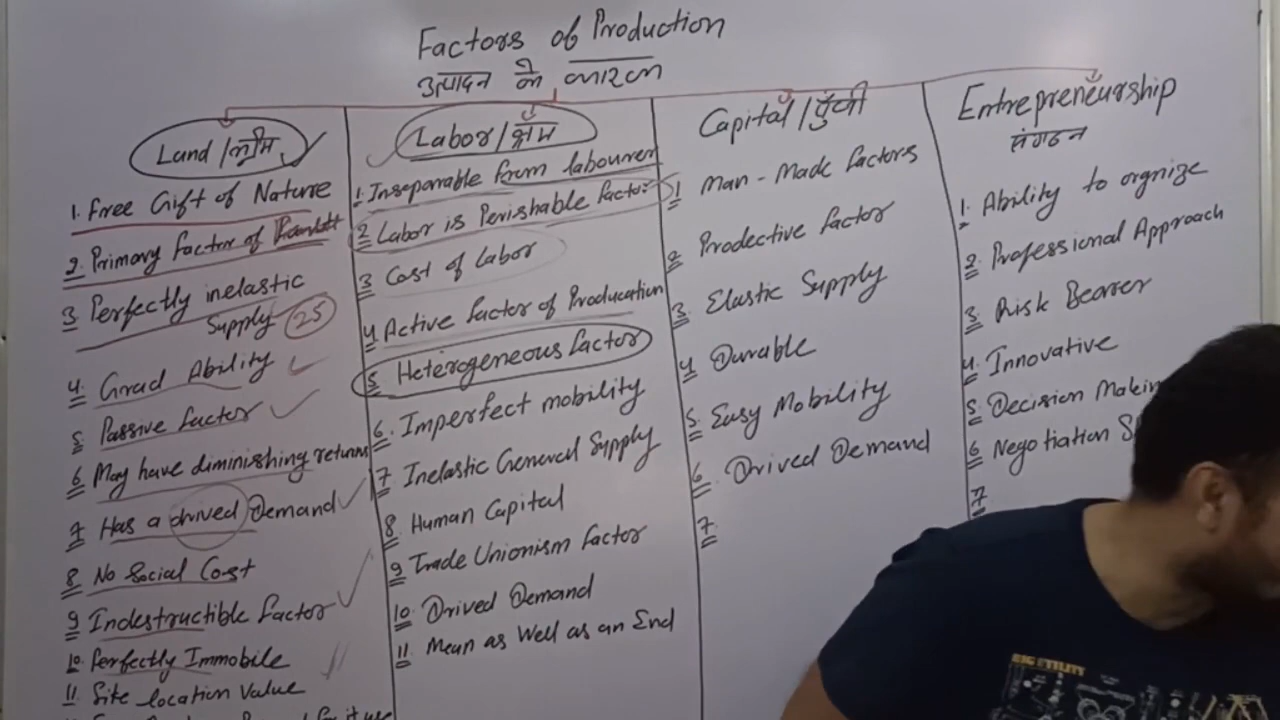 Factors of Production
उत्पादन के कारक
Land/भूमि
1. Free Gift of Nature
2. Primary Factor of
3 Perfectly inelastic
Supply 25
4. Grad Ability
5 Passive factor
6 May have diminishing returns
7 Has a drived Demand
8 No Social Cost
9 Indestructible factor
10. Perfectly Immobile
11 Site location Value
Labor/श्रम
1. Inseparable from labourer
2 Labor is Perishable factor
3 Cost of Labor
4 Active factor of Producation
5 Heterogeneous factor
6. Imperfect mobility
7 Inelastic General Supply
8 Human Capital
9 Trade Unionism factor
10. Drived Demand
11 Mean as Well as an End
Capital/पुंजी
1 Man-Made factors
2 Prodective factor
3 Elastic Supply
4 Durable
5. Easy Mobility
6 Drived Demand
7
Entrepreneurship
संगठन
1. Ability to orgnize
2. Professional Approach
3 Risk Bearer
4. Innovative
5 Decision Makin
6 Negotiation S
7
BIG UTILITY